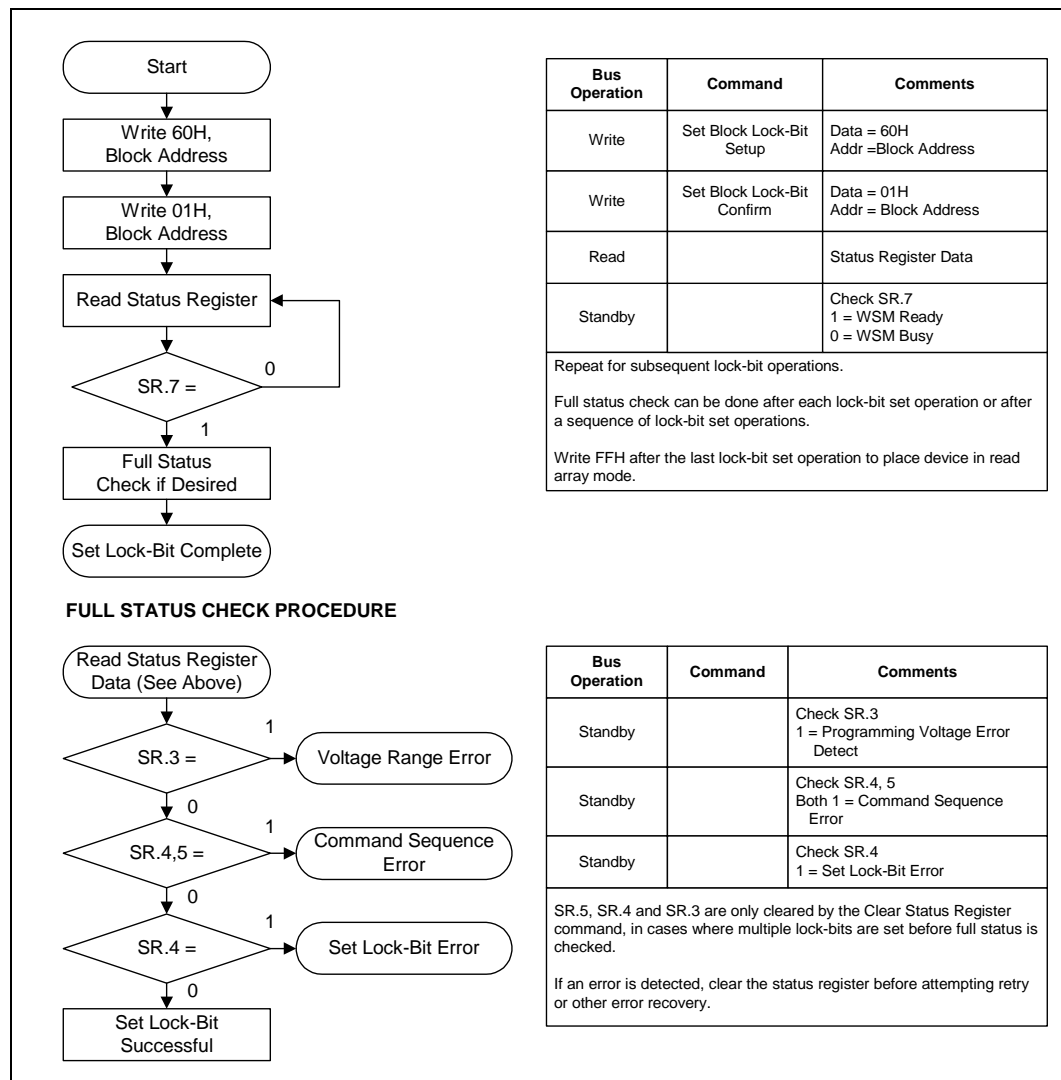 Start
Write 60H,
Block Address
Write 01H,
Block Address
Read Status Register
SR.7 =
0
1
Full Status
Check if Desired
Set Lock-Bit Complete
Bus
Operation
Command
Comments
Write
Set Block Lock-Bit
Setup
Data = 60H
Addr =Block Address
Write
Set Block Lock-Bit
Confirm
Data = 01H
Addr = Block Address
Read
Status Register Data
Standby
Check SR.7
1 = WSM Ready
0 = WSM Busy
Repeat for subsequent lock-bit operations.
Full status check can be done after each lock-bit set operation or after
a sequence of lock-bit set operations.
Write FFH after the last lock-bit set operation to place device in read
array mode.
FULL STATUS CHECK PROCEDURE
Read Status Register
Data (See Above)
SR.3 =
1
Voltage Range Error
0
SR.4,5 =
1
Command Sequence
Error
0
SR.4 =
1
Set Lock-Bit Error
0
Set Lock-Bit
Successful
Bus
Operation
Command
Comments
Standby
Check SR.3
1 = Programming Voltage Error
Detect
Standby
Check SR.4, 5
Both 1 = Command Sequence
Error
Standby
Check SR.4
1 = Set Lock-Bit Error
SR.5, SR.4 and SR.3 are only cleared by the Clear Status Register
command, in cases where multiple lock-bits are set before full status is
checked.
If an error is detected, clear the status register before attempting retry
or other error recovery.